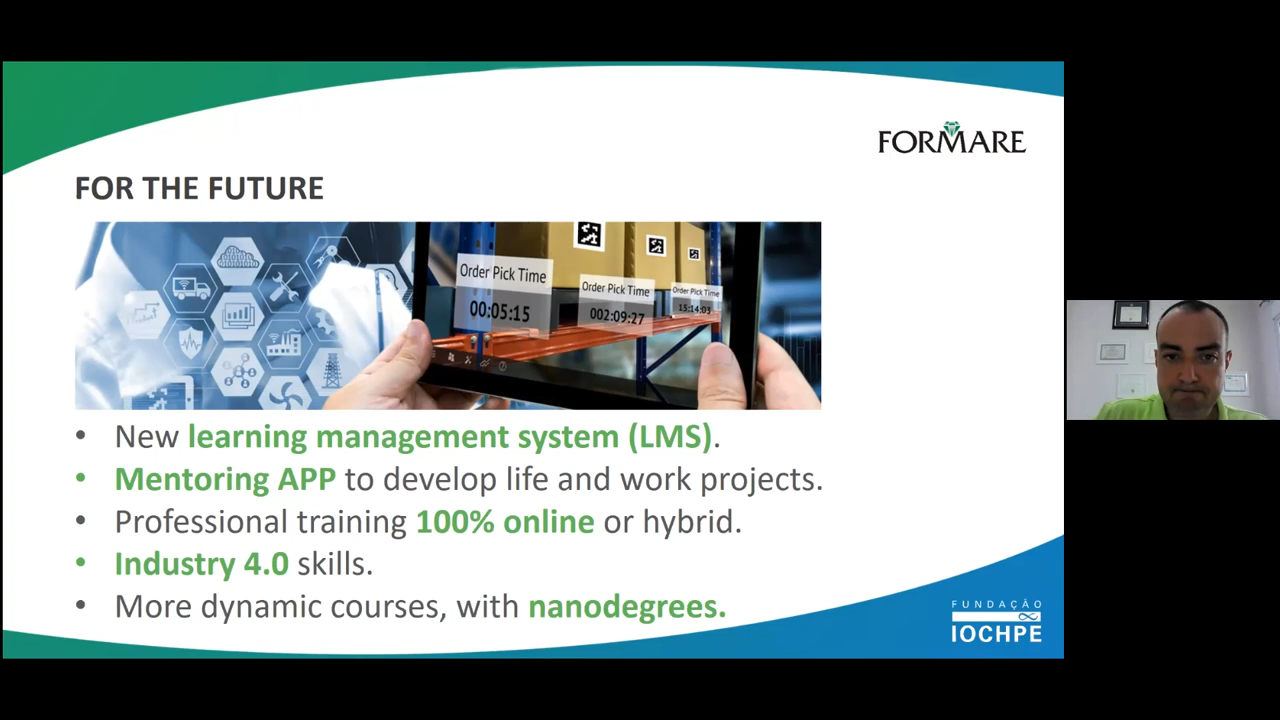 FORMARE
FOR THE FUTURE
Order Pick Time
00:05:15
Order Pick Time
002:09:27
Order Pick Time
15:14:03
• New learning management system (LMS).
• Mentoring APP to develop life and work projects.
• Professional training 100% online or hybrid.
• Industry 4.0 skills.
• More dynamic courses, with nanodegrees.
FUNDAÇÃO
IOCHPE